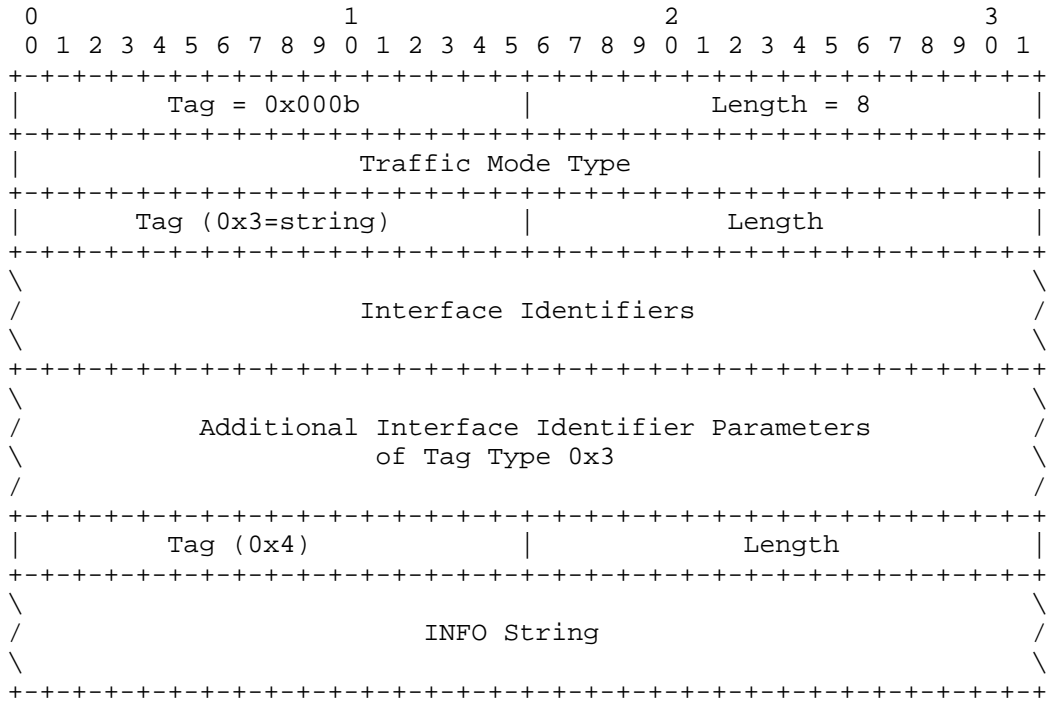 0                   1                   2                   3
 0 1 2 3 4 5 6 7 8 9 0 1 2 3 4 5 6 7 8 9 0 1 2 3 4 5 6 7 8 9 0 1
+-+-+-+-+-+-+-+-+-+-+-+-+-+-+-+-+-+-+-+-+-+-+-+-+-+-+-+-+-+-+-+-+
|         Tag = 0x000b          |           Length = 8          |
+-+-+-+-+-+-+-+-+-+-+-+-+-+-+-+-+-+-+-+-+-+-+-+-+-+-+-+-+-+-+-+-+
|                     Traffic Mode Type                         |
+-+-+-+-+-+-+-+-+-+-+-+-+-+-+-+-+-+-+-+-+-+-+-+-+-+-+-+-+-+-+-+-+
|       Tag (0x3=string)        |            Length             |
+-+-+-+-+-+-+-+-+-+-+-+-+-+-+-+-+-+-+-+-+-+-+-+-+-+-+-+-+-+-+-+-+
\                                                               \
/                     Interface Identifiers                     /
\                                                               \
+-+-+-+-+-+-+-+-+-+-+-+-+-+-+-+-+-+-+-+-+-+-+-+-+-+-+-+-+-+-+-+-+
\                                                               \
/           Additional Interface Identifier Parameters          /
\                      of Tag Type 0x3                          \
/                                                               /
+-+-+-+-+-+-+-+-+-+-+-+-+-+-+-+-+-+-+-+-+-+-+-+-+-+-+-+-+-+-+-+-+
|         Tag (0x4)             |             Length            |
+-+-+-+-+-+-+-+-+-+-+-+-+-+-+-+-+-+-+-+-+-+-+-+-+-+-+-+-+-+-+-+-+
\                                                               \
/                         INFO String                           /
\                                                               \
+-+-+-+-+-+-+-+-+-+-+-+-+-+-+-+-+-+-+-+-+-+-+-+-+-+-+-+-+-+-+-+-+